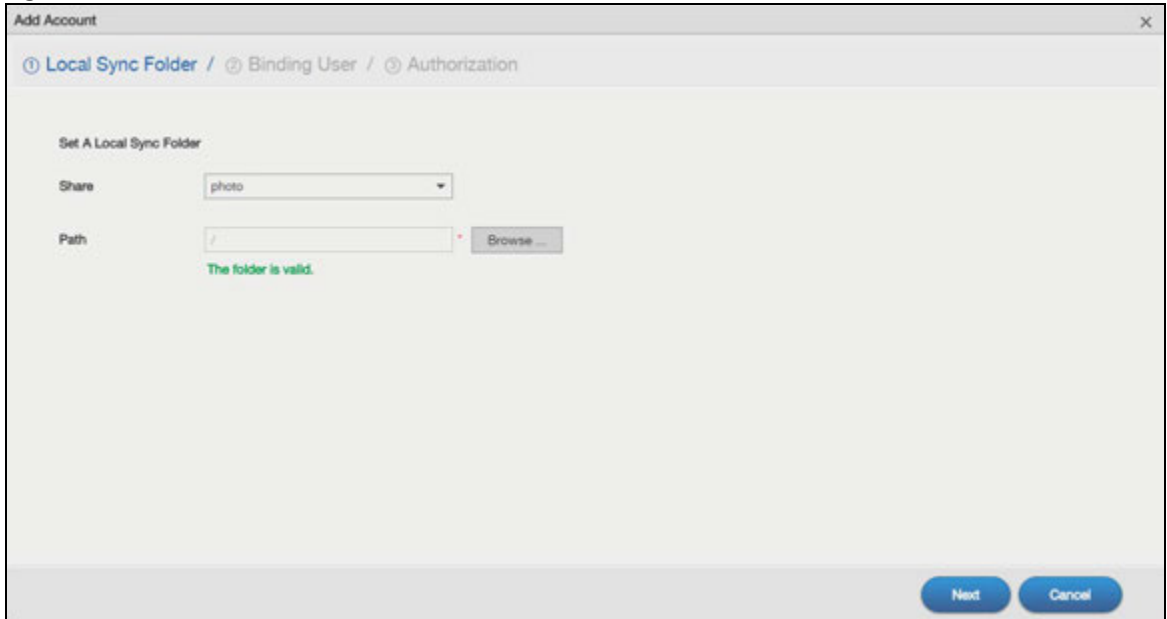 Add Account
① Local Sync Folder / ② Binding User / ③ Authorization
Set A Local Sync Folder
Share photo
Path / * Browse ...
The folder is valid.
Next Cancel